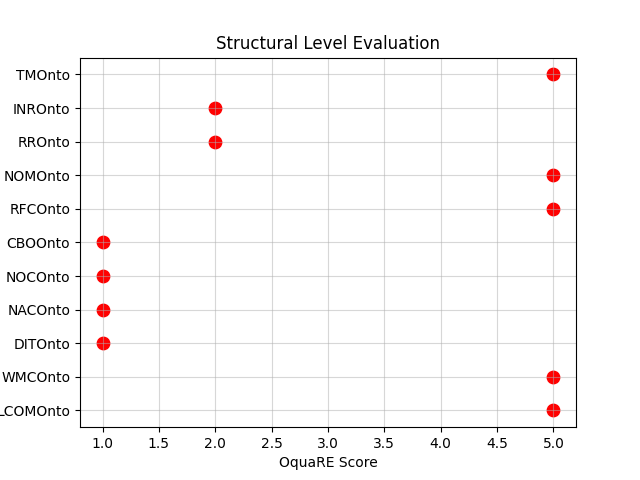 Structural Level Evaluation
TMOnto
INROnto
RROnto
NOMOnto
RFCOnto
CBOOnto
NOCOnto
NACOnto
DITOnto
WMCOnto
LCOMOnto
1.0 1.5 2.0 2.5 3.0 3.5 4.0 4.5 5.0
OquaRE Score